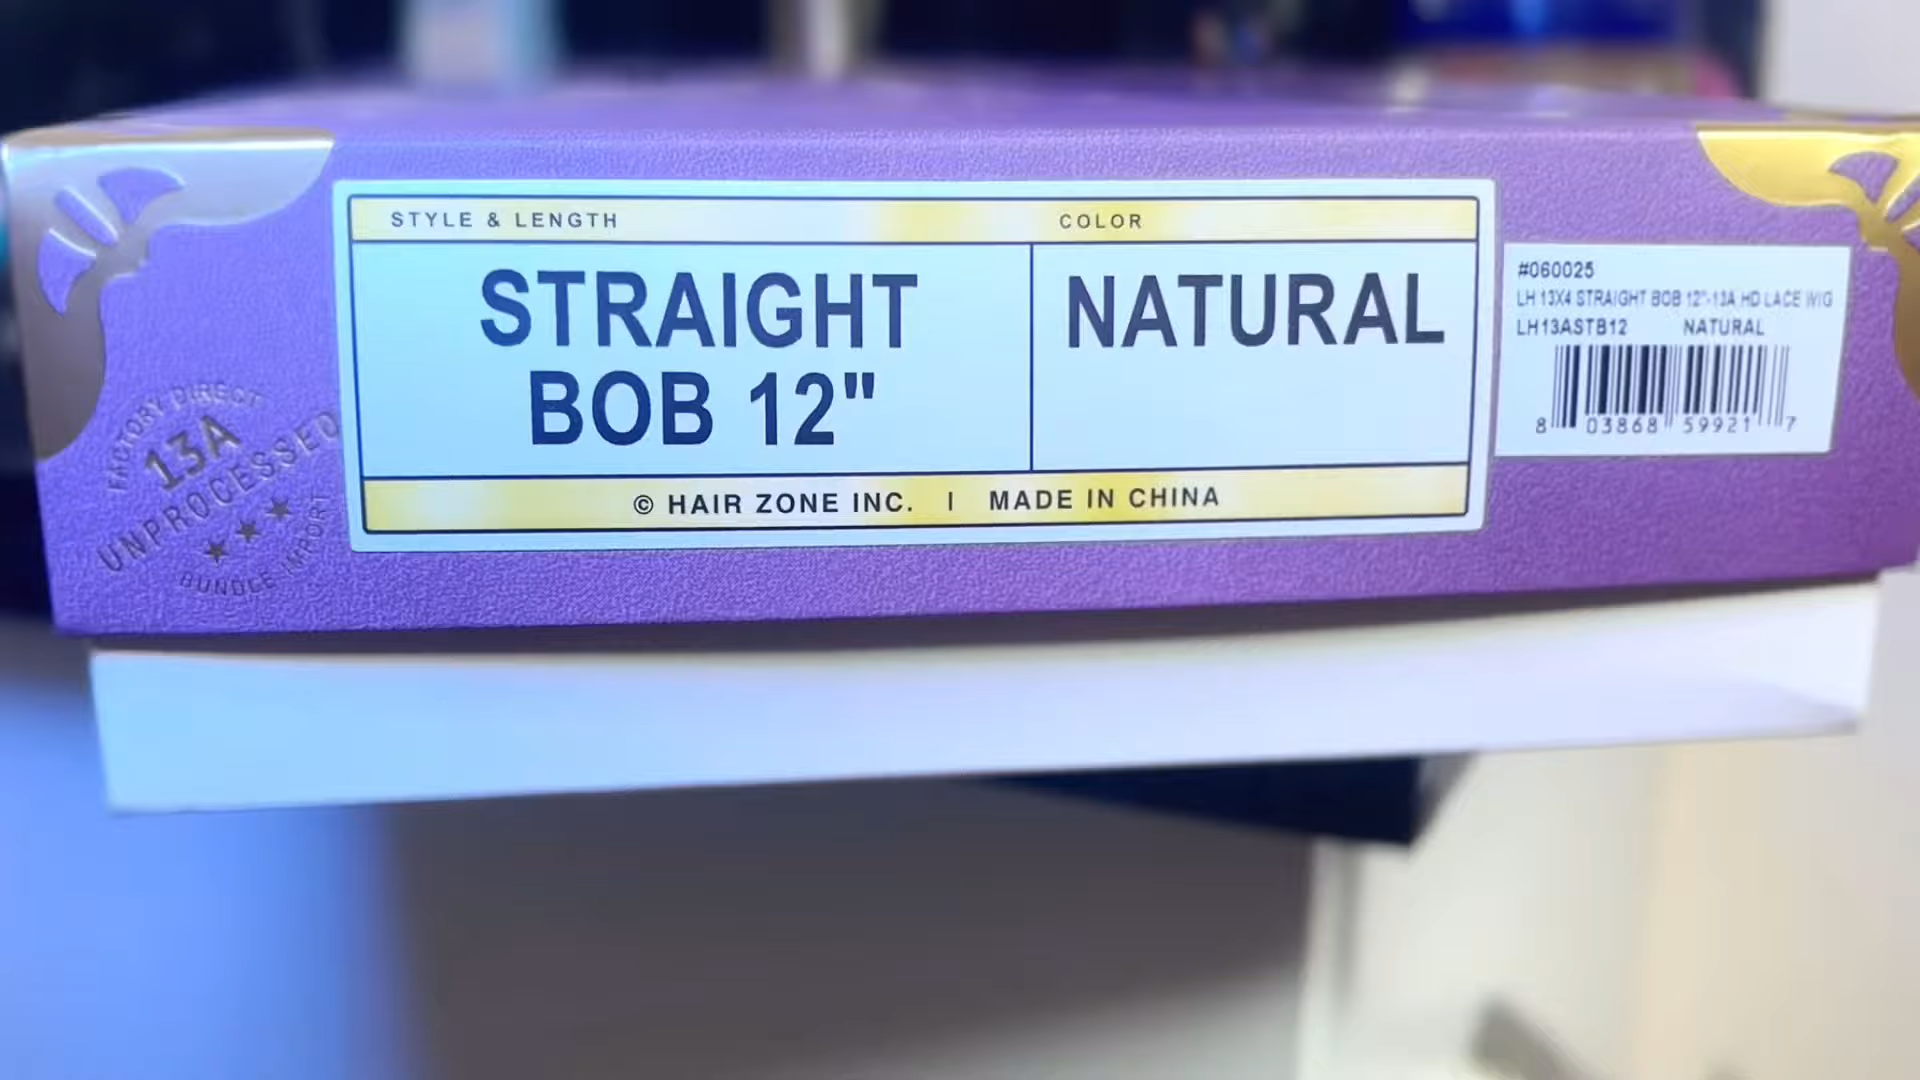 STYLE & LENGTH
COLOR
STRAIGHT
BOB 12"
NATURAL
© HAIR ZONE INC. | MADE IN CHINA
#060025
LH 13X4 STRAIGHT BOB 12"-13A HD LACE WIG
LH13ASTB12 NATURAL
8 03868 59921 7
FACTORY DIRECT
13A
UNPROCESSED
BUNDLE IMPORT